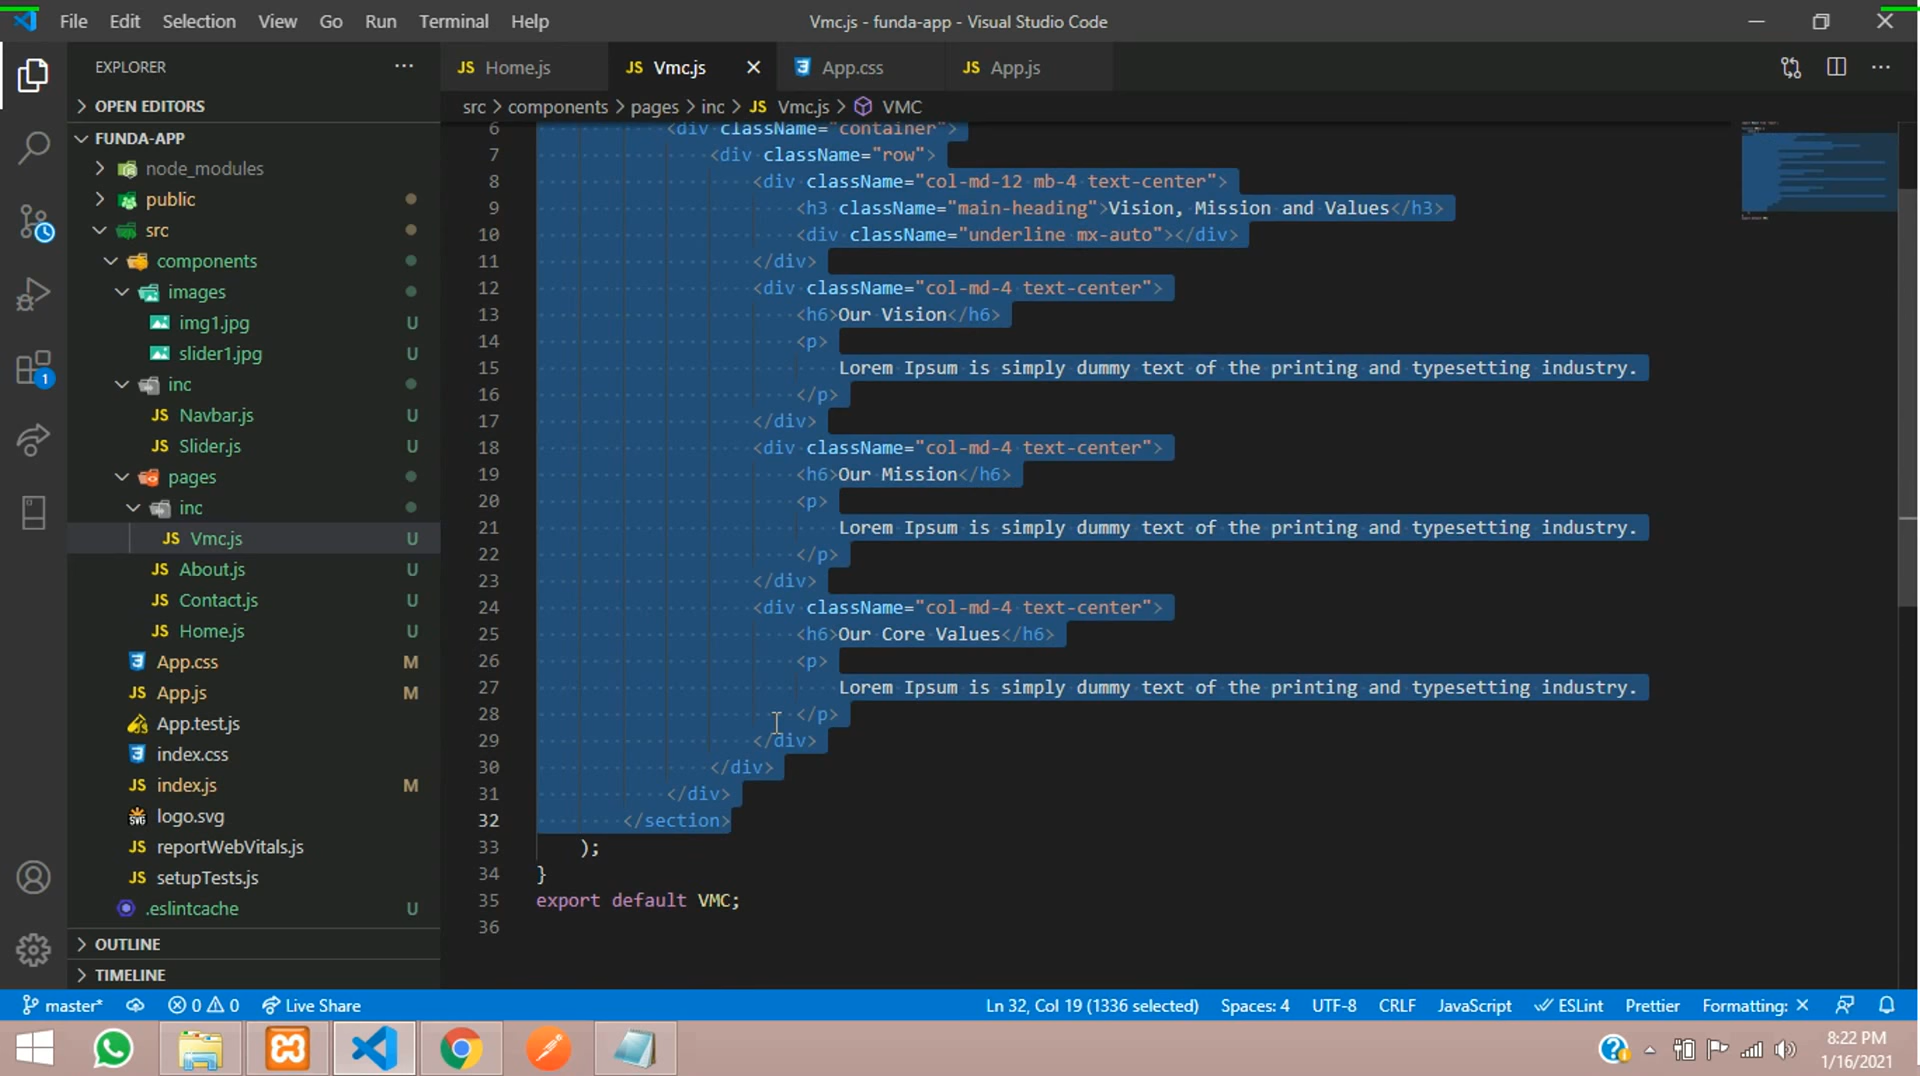 File Edit Selection View Go Run Terminal Help
Vmc.js - funda-app - Visual Studio Code
EXPLORER
OPEN EDITORS
FUNDA-APP
node_modules
public
src
components
images
img1.jpg U
slider1.jpg U
inc
Navbar.js U
Slider.js U
pages
inc
Vmc.js U
About.js U
Contact.js U
Home.js U
App.css M
App.js M
App.test.js
index.css
index.js M
logo.svg
reportWebVitals.js
setupTests.js
.eslintcache U
OUTLINE
TIMELINE
JS Home.js JS Vmc.js App.css JS App.js
src > components > pages > inc > JS Vmc.js > VMC
6 <div className="container">
7 <div className="row">
8 <div className="col-md-12 mb-4 text-center">
9 <h3 className="main-heading">Vision, Mission and Values</h3>
10 <div className="underline mx-auto"></div>
11 </div>
12 <div className="col-md-4 text-center">
13 <h6>Our Vision</h6>
14 <p>
15 Lorem Ipsum is simply dummy text of the printing and typesetting industry.
16 </p>
17 </div>
18 <div className="col-md-4 text-center">
19 <h6>Our Mission</h6>
20 <p>
21 Lorem Ipsum is simply dummy text of the printing and typesetting industry.
22 </p>
23 </div>
24 <div className="col-md-4 text-center">
25 <h6>Our Core Values</h6>
26 <p>
27 Lorem Ipsum is simply dummy text of the printing and typesetting industry.
28 </p>
29 </div>
30 </div>
31 </div>
32 </section>
33 );
34 }
35 export default VMC;
36
master* 0 0 Live Share Ln 32, Col 19 (1336 selected) Spaces: 4 UTF-8 CRLF JavaScript ESLint Prettier Formatting: ×
8:22 PM
1/16/2021